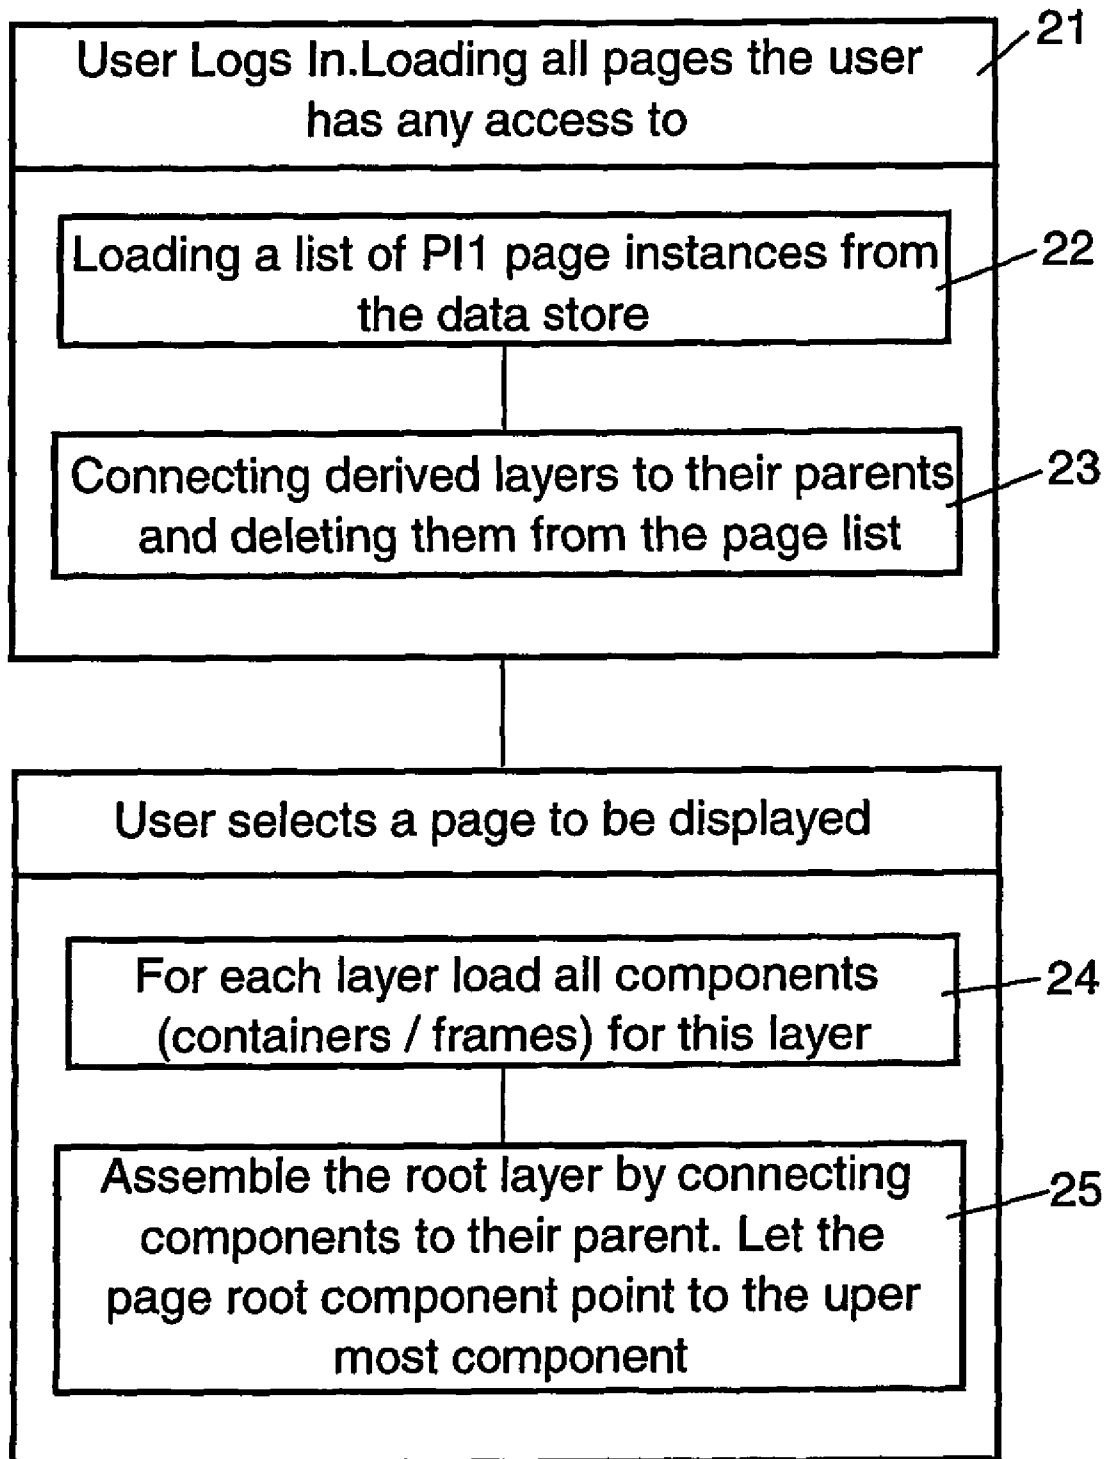 User Logs In.Loading all pages the user
has any access to
21
Loading a list of PI1 page instances from
the data store
22
Connecting derived layers to their parents
and deleting them from the page list
23
User selects a page to be displayed
For each layer load all components
(containers / frames) for this layer
24
Assemble the root layer by connecting
components to their parent. Let the
page root component point to the uper
most component
25